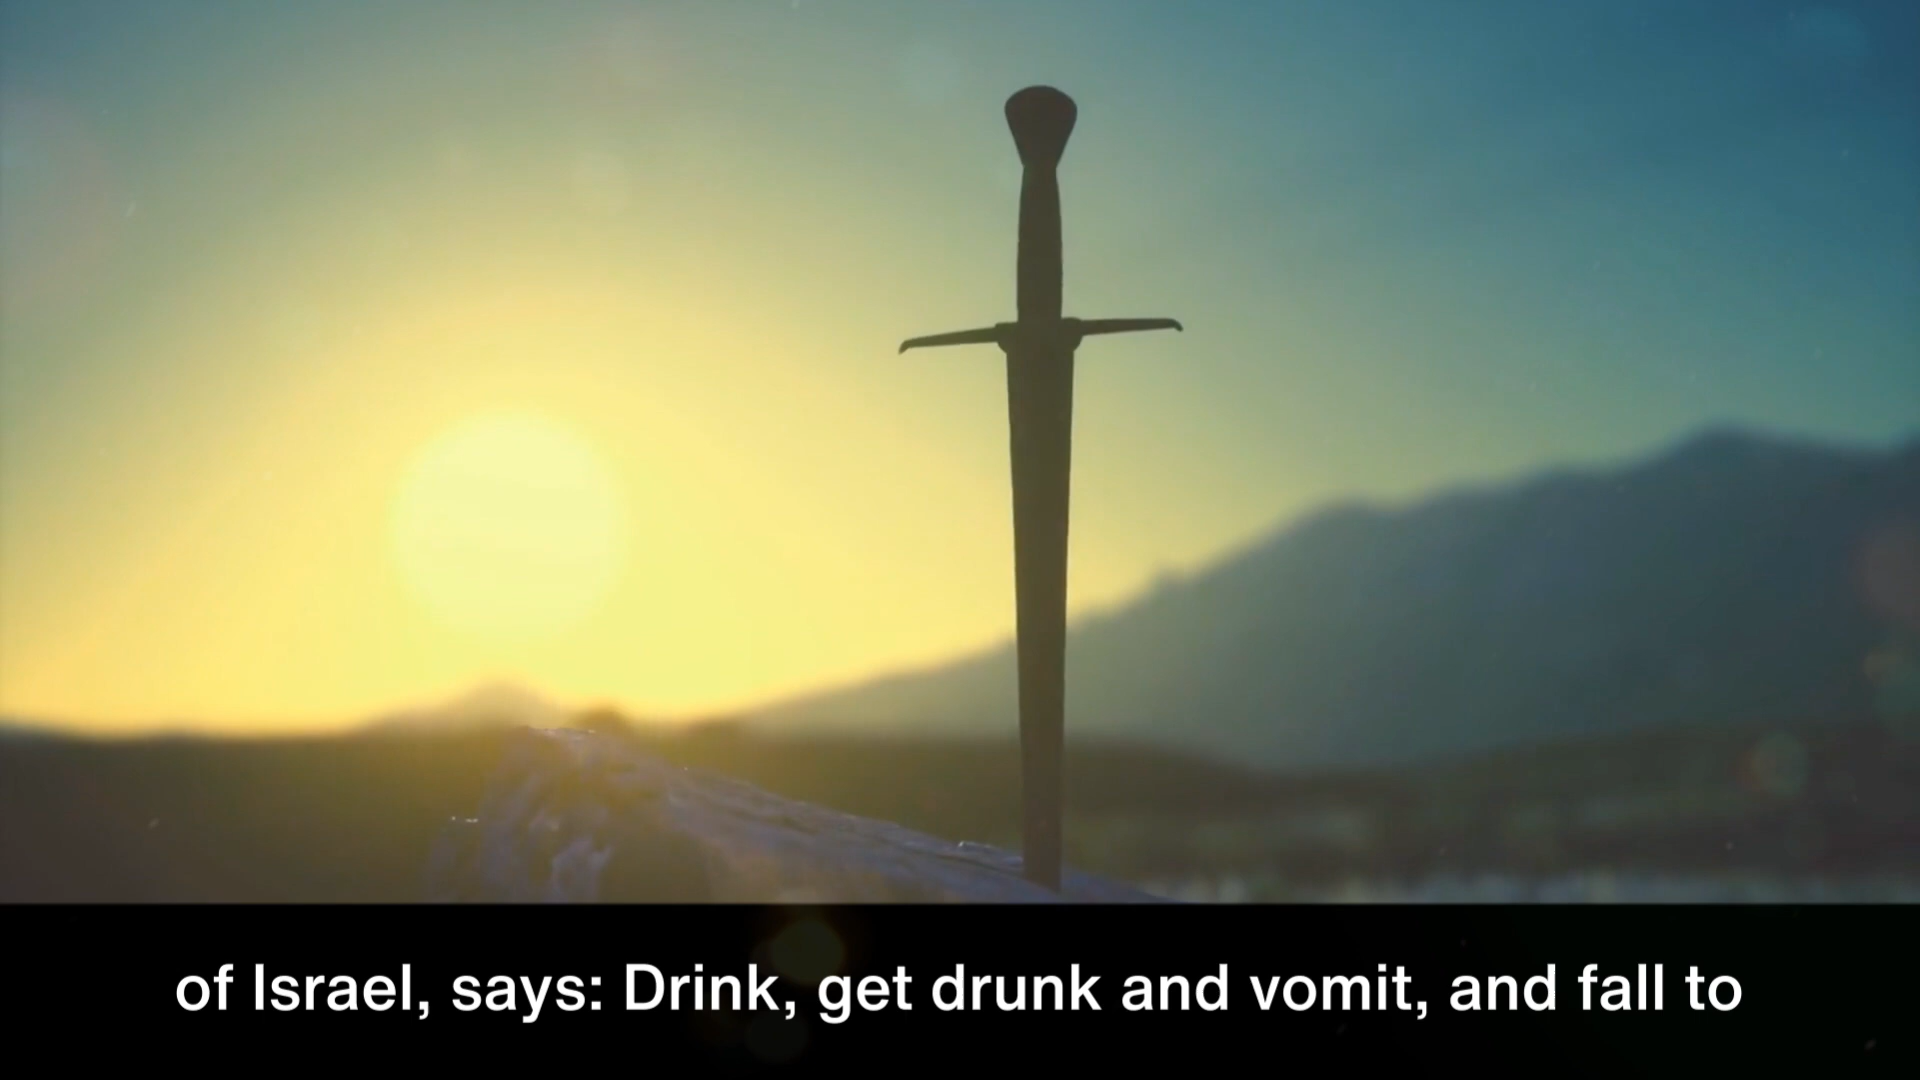 of Israel, says: Drink, get drunk and vomit, and fall to